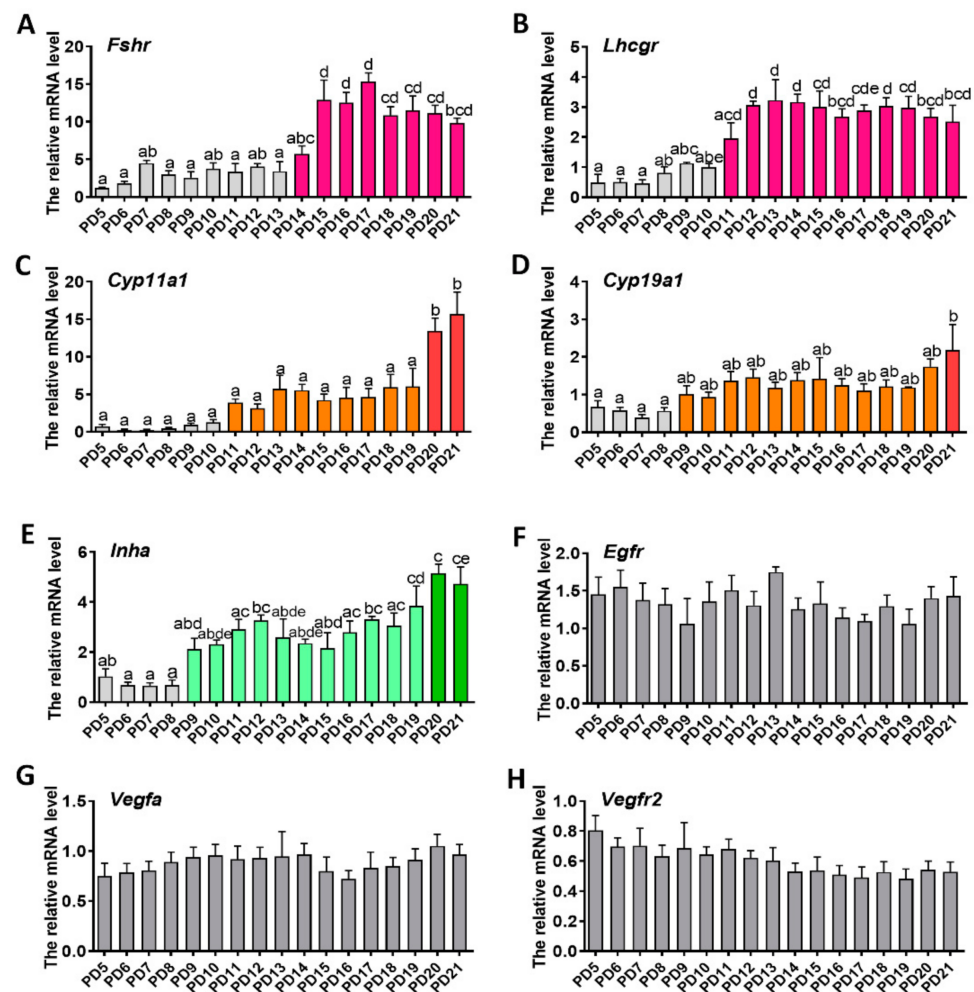 A
Fshr
The relative mRNA level
20
15
10
5
0
a a ab a a ab a ab a abc d d d cd cd cd bcd
PD5 PD6 PD7 PD8 PD9 PD10 PD11 PD12 PD13 PD14 PD15 PD16 PD17 PD18 PD19 PD20 PD21
B
Lhcgr
The relative mRNA level
5
4
3
2
1
0
a a a ab abc abe acd d d d cd bcd cde d cd bcd bcd
PD5 PD6 PD7 PD8 PD9 PD10 PD11 PD12 PD13 PD14 PD15 PD16 PD17 PD18 PD19 PD20 PD21
C
Cyp11a1
The relative mRNA level
20
15
10
5
0
a a a a a a a a a a a a a a a b b
PD5 PD6 PD7 PD8 PD9 PD10 PD11 PD12 PD13 PD14 PD15 PD16 PD17 PD18 PD19 PD20 PD21
D
Cyp19a1
The relative mRNA level
4
3
2
1
0
a a a a ab ab ab ab ab ab ab ab ab ab ab ab b
PD5 PD6 PD7 PD8 PD9 PD10 PD11 PD12 PD13 PD14 PD15 PD16 PD17 PD18 PD19 PD20 PD21
E
Inha
The relative mRNA level
6
4
2
0
ab a a a abd abde ac bc abde abde abd ac bc ac cd c ce
PD5 PD6 PD7 PD8 PD9 PD10 PD11 PD12 PD13 PD14 PD15 PD16 PD17 PD18 PD19 PD20 PD21
F
Egfr
The relative mRNA level
2.0
1.5
1.0
0.5
0.0
PD5 PD6 PD7 PD8 PD9 PD10 PD11 PD12 PD13 PD14 PD15 PD16 PD17 PD18 PD19 PD20 PD21
G
Vegfa
The relative mRNA level
1.5
1.0
0.5
0.0
PD5 PD6 PD7 PD8 PD9 PD10 PD11 PD12 PD13 PD14 PD15 PD16 PD17 PD18 PD19 PD20 PD21
H
Vegfr2
The relative mRNA level
1.0
0.8
0.6
0.4
0.2
0.0
PD5 PD6 PD7 PD8 PD9 PD10 PD11 PD12 PD13 PD14 PD15 PD16 PD17 PD18 PD19 PD20 PD21